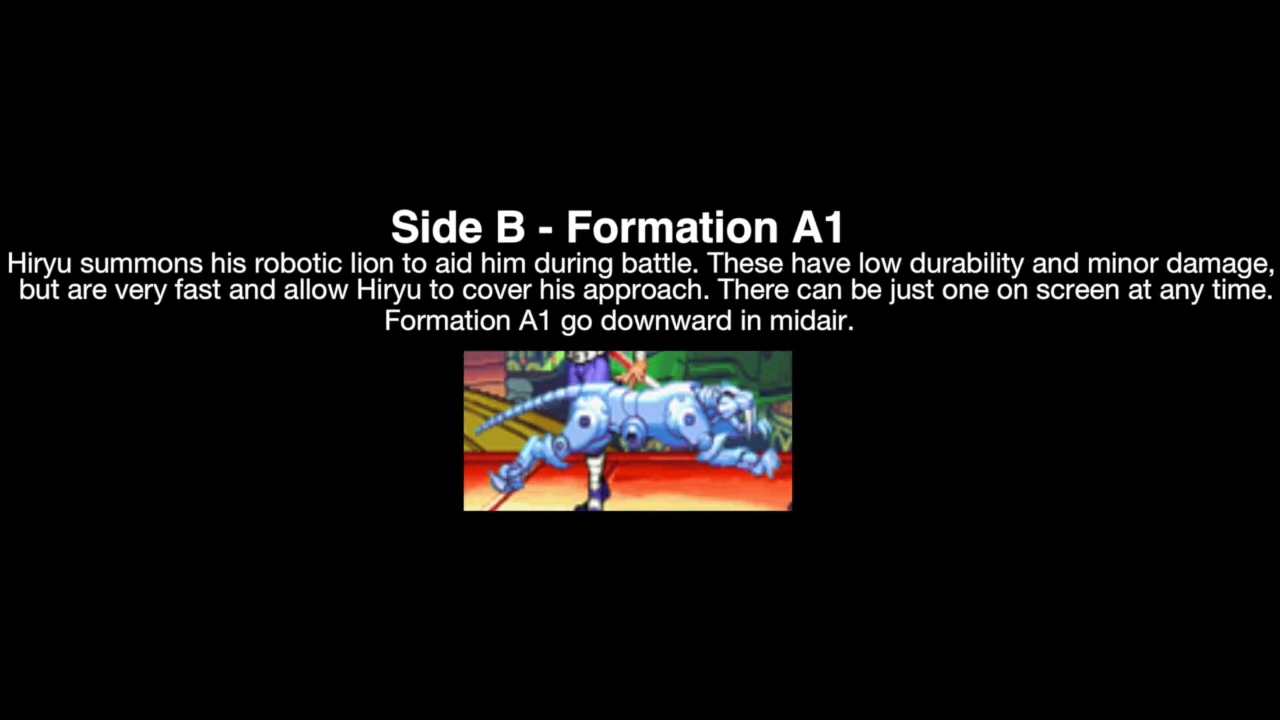 Side B - Formation A1
Hiryu summons his robotic lion to aid him during battle. These have low durability and minor damage,
but are very fast and allow Hiryu to cover his approach. There can be just one on screen at any time.
Formation A1 go downward in midair.